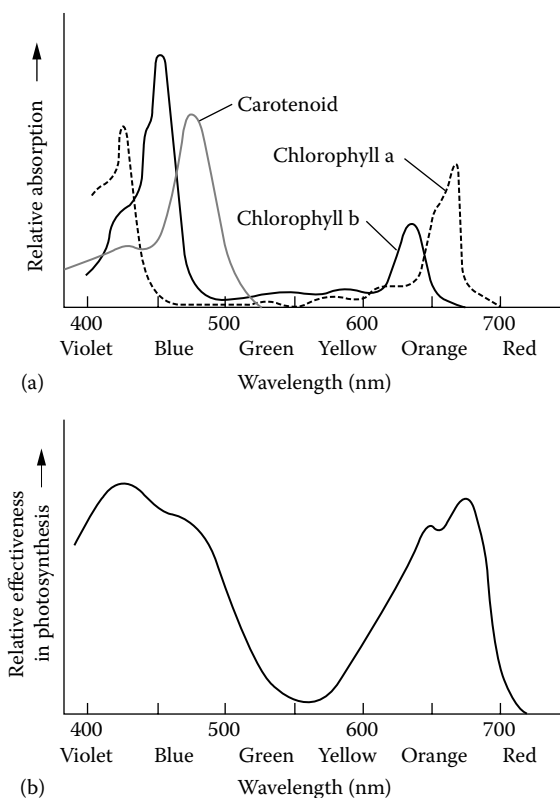 Relative absorption
Carotenoid
Chlorophyll a
Chlorophyll b
400 500 600 700
Violet Blue Green Yellow Orange Red
(a) Wavelength (nm)
Relative effectiveness
in photosynthesis
400 500 600 700
Violet Blue Green Yellow Orange Red
(b) Wavelength (nm)